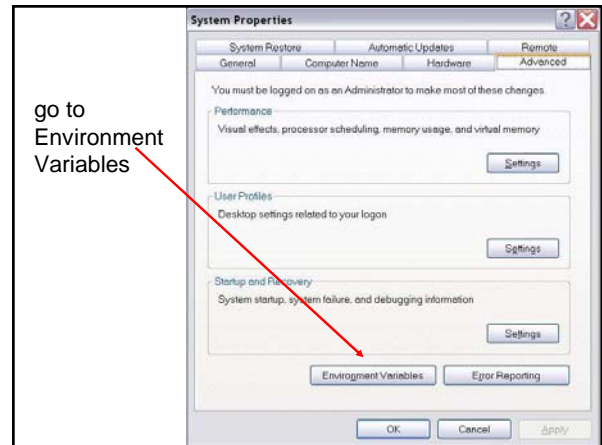 go to
Environment
Variables
System Properties
System Restore Automatic Updates Remote
General Computer Name Hardware Advanced
You must be logged on as an Administrator to make most of these changes.
Performance
Visual effects, processor scheduling, memory usage, and virtual memory
Settings
User Profiles
Desktop settings related to your logon
Settings
Startup and Recovery
System startup, system failure, and debugging information
Settings
Environment Variables Error Reporting
OK Cancel Apply